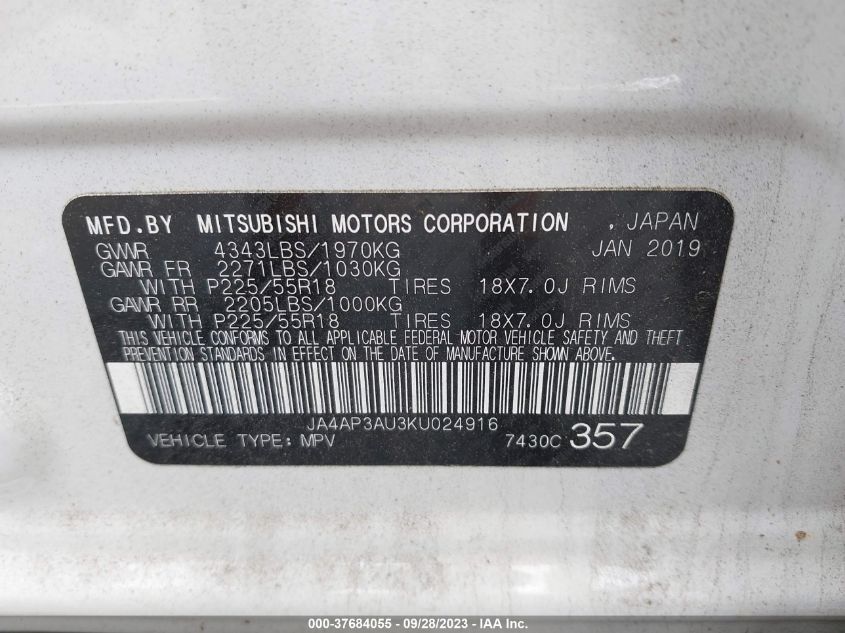 MFD.BY MITSUBISHI MOTORS CORPORATION , JAPAN
GVWR 4343LBS/1970KG JAN 2019
GAWR FR 2271LBS/1030KG
WITH P225/55R18 TIRES 18X7.0J RIMS
GAWR RR 2205LBS/1000KG
WITH P225/55R18 TIRES 18X7.0J RIMS
THIS VEHICLE CONFORMS TO ALL APPLICABLE FEDERAL MOTOR VEHICLE SAFETY AND THEFT
PREVENTION STANDARDS IN EFFECT ON THE DATE OF MANUFACTURE SHOWN ABOVE.
JA4AP3AU3KU024916
VEHICLE TYPE: MPV 7430C 357
000-37684055 - 09/28/2023 - IAA Inc.